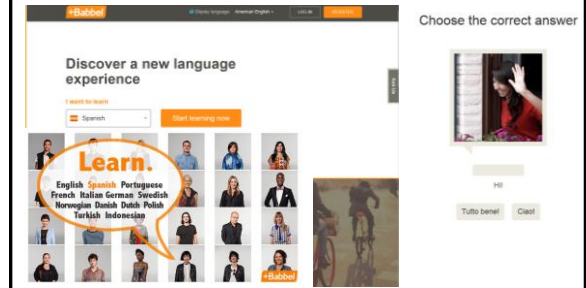 +Babbel
Display language: American English
LOG IN
REGISTER
Discover a new language
experience
I want to learn
Spanish
Start learning now
Learn.
English Spanish Portuguese
French Italian German Swedish
Norwegian Danish Dutch Polish
Turkish Indonesian
+Babbel
Choose the correct answer
Hi!
Tutto bene!
Ciao!